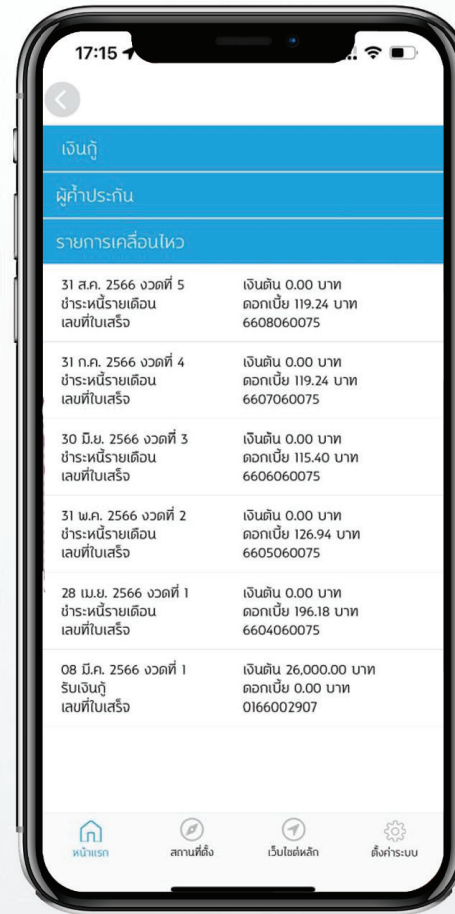 17:15
เงินกู้
ผู้ค้ำประกัน
รายการเคลื่อนไหว
31 ส.ค. 2566 งวดที่ 5 เงินต้น 0.00 บาท
ชำระหนี้รายเดือน ดอกเบี้ย 119.24 บาท
เลขที่ใบเสร็จ 6608060075
31 ก.ค. 2566 งวดที่ 4 เงินต้น 0.00 บาท
ชำระหนี้รายเดือน ดอกเบี้ย 119.24 บาท
เลขที่ใบเสร็จ 6607060075
30 มิ.ย. 2566 งวดที่ 3 เงินต้น 0.00 บาท
ชำระหนี้รายเดือน ดอกเบี้ย 115.40 บาท
เลขที่ใบเสร็จ 6606060075
31 พ.ค. 2566 งวดที่ 2 เงินต้น 0.00 บาท
ชำระหนี้รายเดือน ดอกเบี้ย 126.94 บาท
เลขที่ใบเสร็จ 6605060075
28 เม.ย. 2566 งวดที่ 1 เงินต้น 0.00 บาท
ชำระหนี้รายเดือน ดอกเบี้ย 196.18 บาท
เลขที่ใบเสร็จ 6604060075
08 มี.ค. 2566 งวดที่ 1 เงินต้น 26,000.00 บาท
รับเงินกู้ ดอกเบี้ย 0.00 บาท
เลขที่ใบเสร็จ 0166002907
หน้าแรก สถานที่ตั้ง เว็บไซต์หลัก ตั้งค่าระบบ